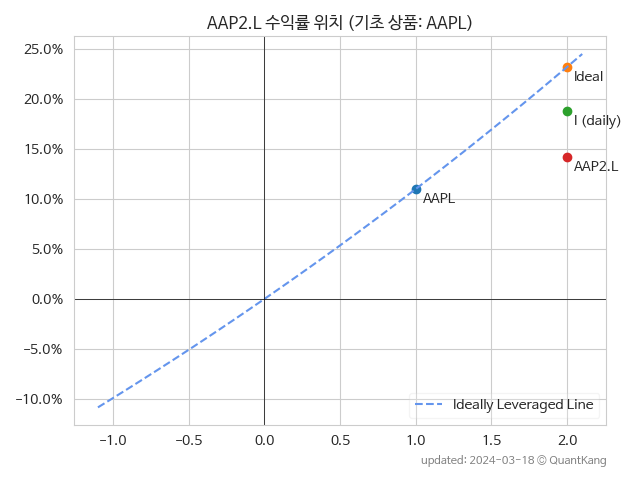 AAP2.L 수익률 위치 (기초 상품: AAPL)
25.0%
20.0%
15.0%
10.0%
5.0%
0.0%
−5.0%
−10.0%
Ideal
I (daily)
AAP2.L
AAPL
Ideally Leveraged Line
−1.0 −0.5 0.0 0.5 1.0 1.5 2.0
updated: 2024-03-18 © QuantKang